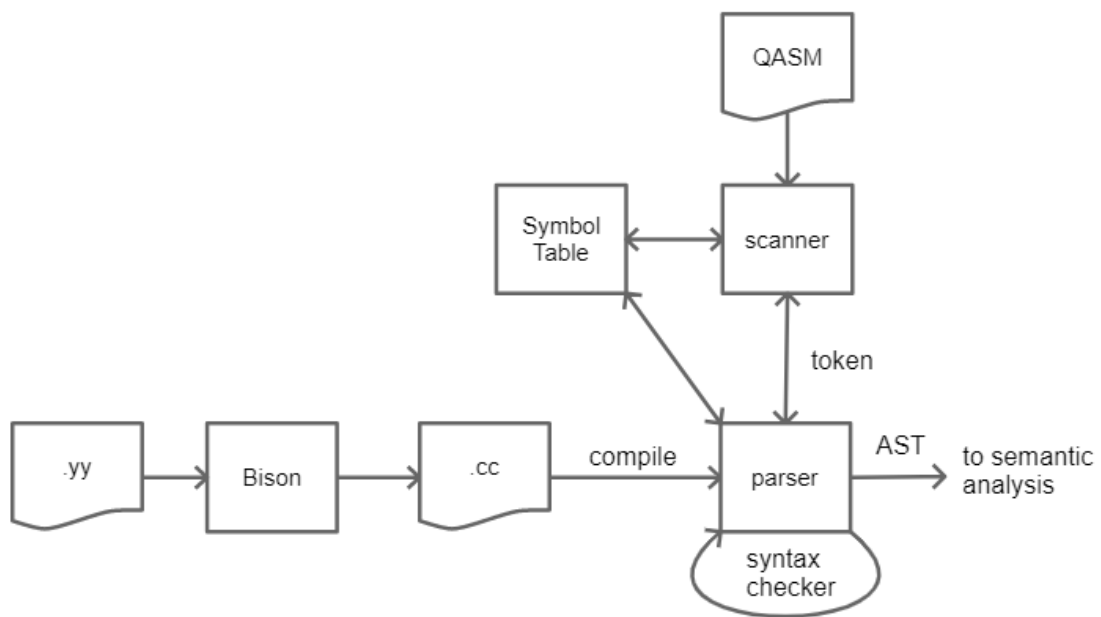 QASM
Symbol
Table
scanner
token
.yy
Bison
.cc
compile
parser
AST
to semantic
analysis
syntax
checker